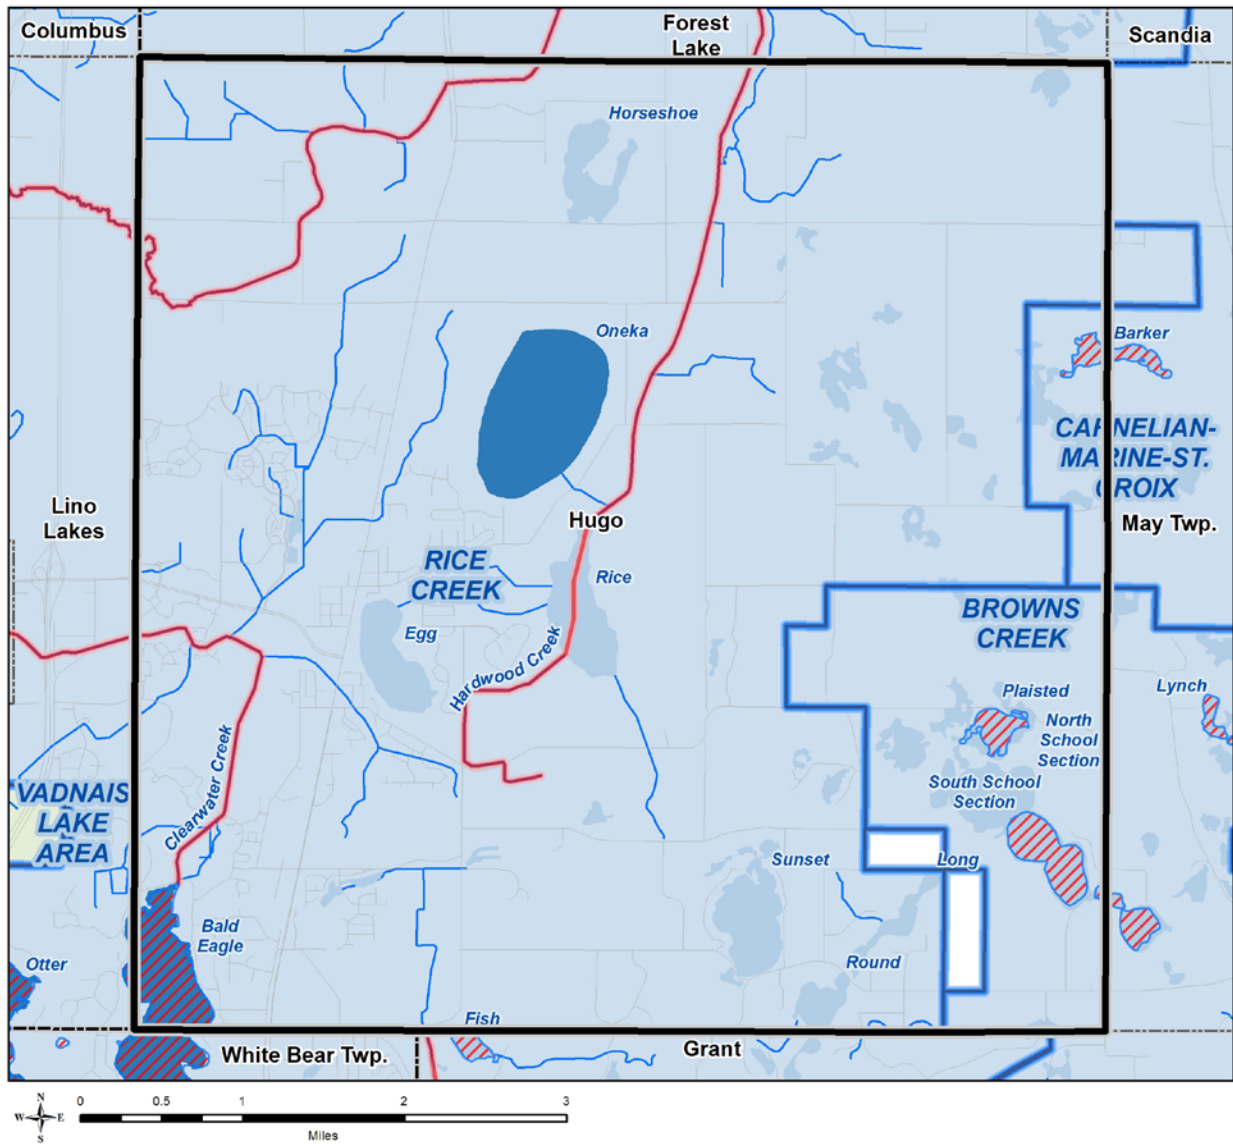 Columbus
Forest
Lake
Scandia
Horseshoe
Oneka
Barker
CARNELIAN-
MARINE-ST.
CROIX
Lino
Lakes
Hugo
May Twp.
RICE
CREEK
Rice
BROWNS
CREEK
Egg
Hardwood Creek
Plaisted
Lynch
North
School
Section
Clearwater Creek
South School
Section
VADNAIS
LAKE
AREA
Sunset
Long
Bald
Eagle
Otter
Round
Fish
White Bear Twp.
Grant
N
W E
S
0 0.5 1 2 3
Miles